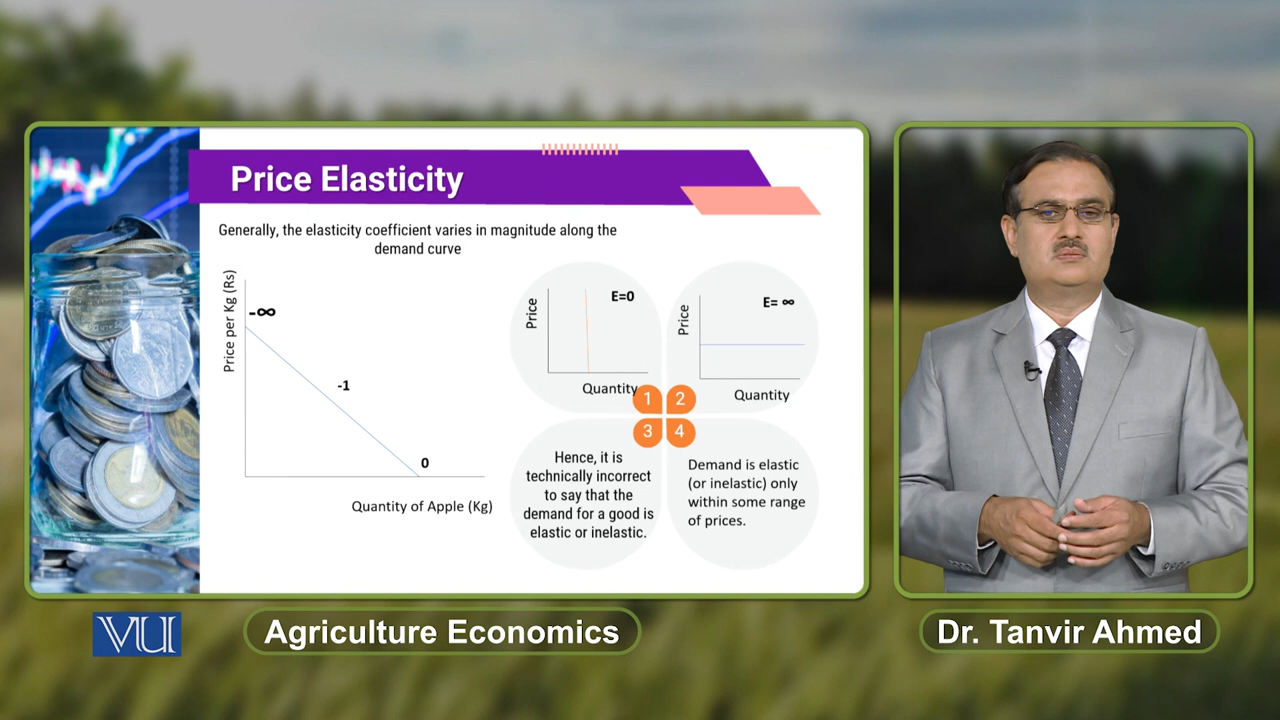 Price Elasticity
Generally, the elasticity coefficient varies in magnitude along the
demand curve
Price per Kg (Rs)
-∞
-1
0
Quantity of Apple (Kg)
Price
E=0
Quantity
Price
E= ∞
Quantity
1
2
3
4
Hence, it is
technically incorrect
to say that the
demand for a good is
elastic or inelastic.
Demand is elastic
(or inelastic) only
within some range
of prices.
VU
Agriculture Economics
Dr. Tanvir Ahmed